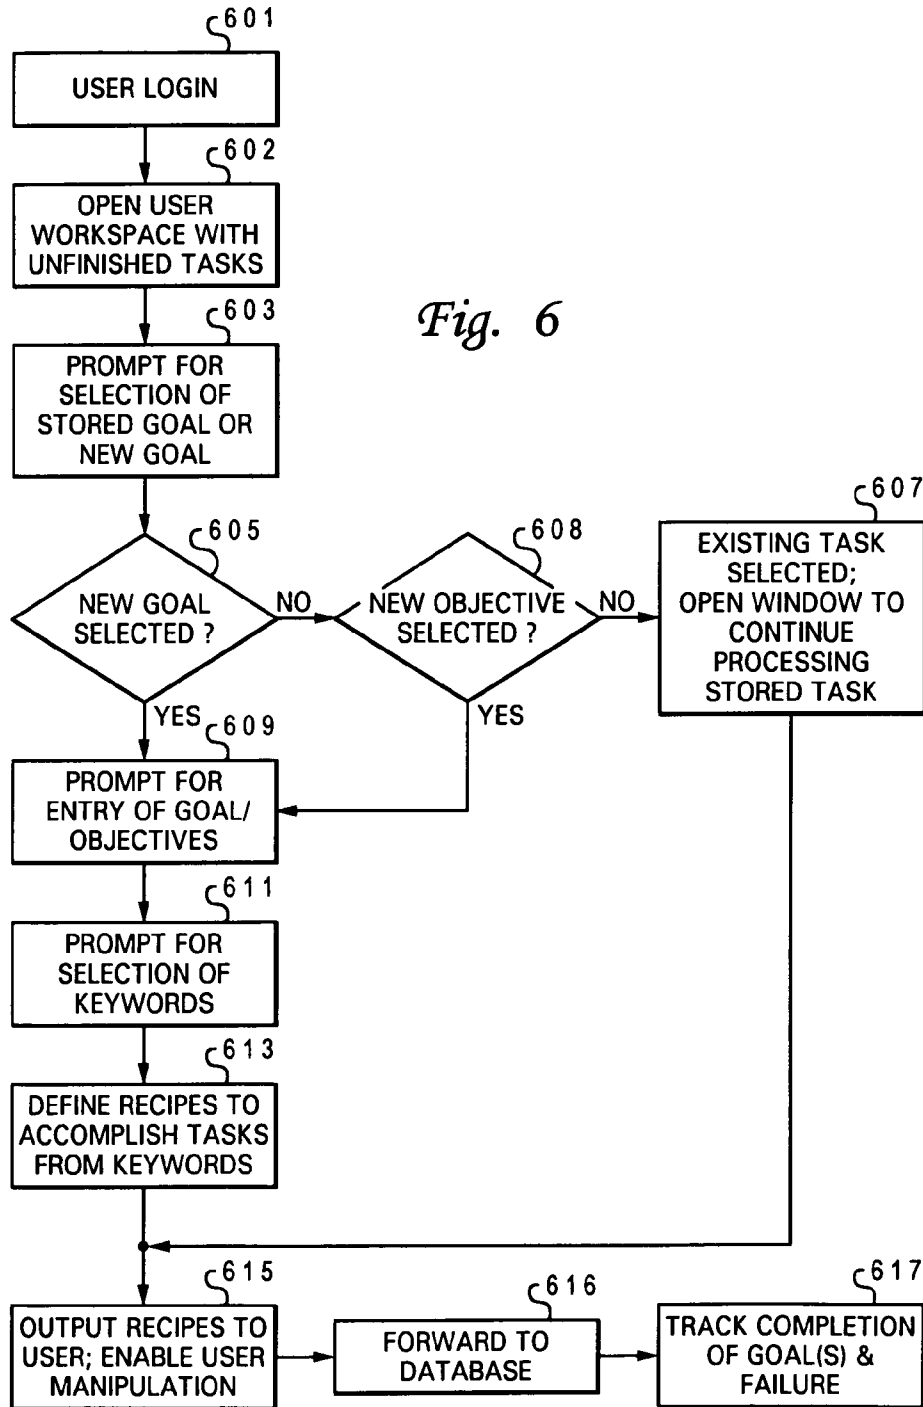 601
USER LOGIN
602
OPEN USER
WORKSPACE WITH
UNFINISHED TASKS
603
Fig. 6
PROMPT FOR
SELECTION OF
STORED GOAL OR
NEW GOAL
605
NEW GOAL
SELECTED ?
NO
YES
608
NEW OBJECTIVE
SELECTED ?
NO
YES
607
EXISTING TASK
SELECTED;
OPEN WINDOW TO
CONTINUE
PROCESSING
STORED TASK
609
PROMPT FOR
ENTRY OF GOAL/
OBJECTIVES
611
PROMPT FOR
SELECTION OF
KEYWORDS
613
DEFINE RECIPES TO
ACCOMPLISH TASKS
FROM KEYWORDS
615
OUTPUT RECIPES TO
USER; ENABLE USER
MANIPULATION
616
FORWARD TO
DATABASE
617
TRACK COMPLETION
OF GOAL(S) &
FAILURE